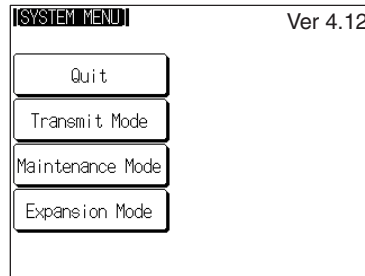 [SYSTEM MENU]
Ver 4.12
Quit
Transmit Mode
Maintenance Mode
Expansion Mode